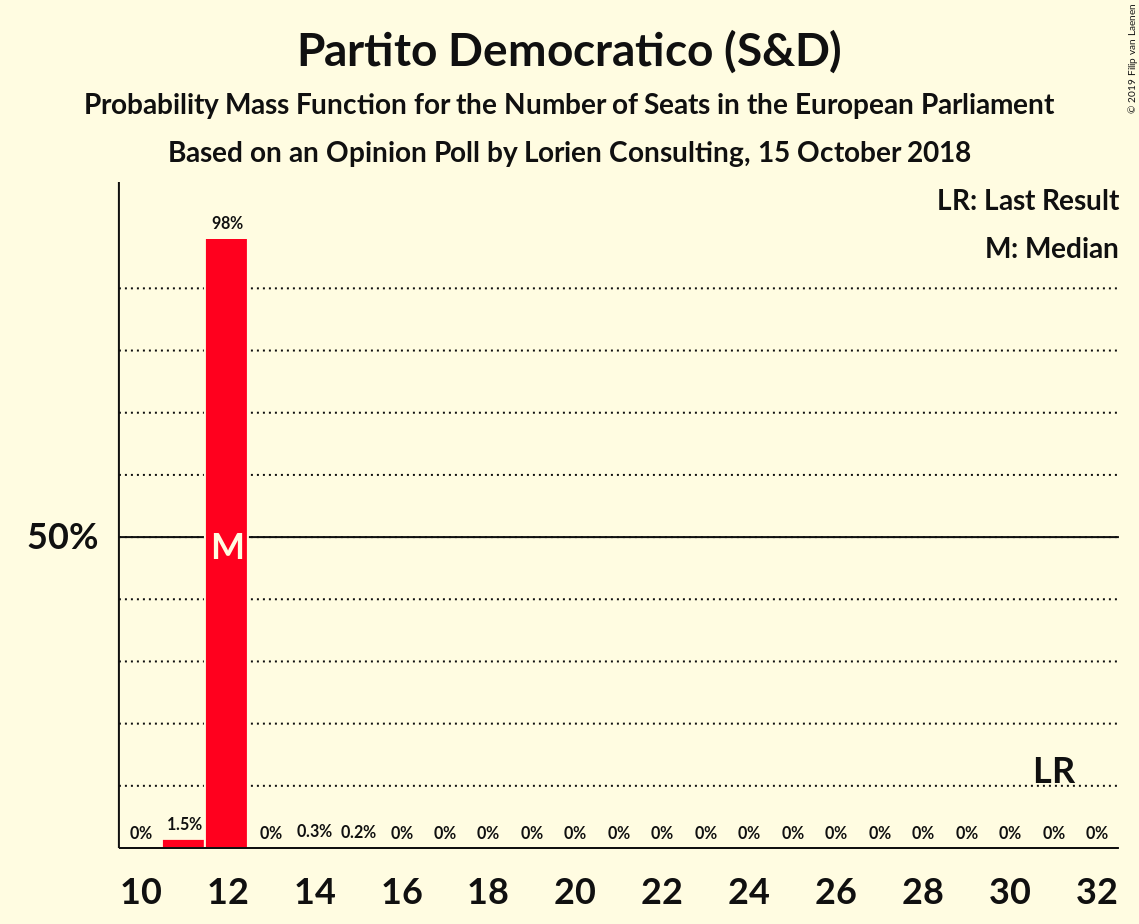 Partito Democratico (S&D)
Probability Mass Function for the Number of Seats in the European Parliament
Based on an Opinion Poll by Lorien Consulting, 15 October 2018
© 2019 Filip van Laenen
LR: Last Result
M: Median
98%
50%
M
LR
0% 1.5% 0% 0.3% 0.2% 0% 0% 0% 0% 0% 0% 0% 0% 0% 0% 0% 0% 0% 0% 0% 0% 0%
10 12 14 16 18 20 22 24 26 28 30 32